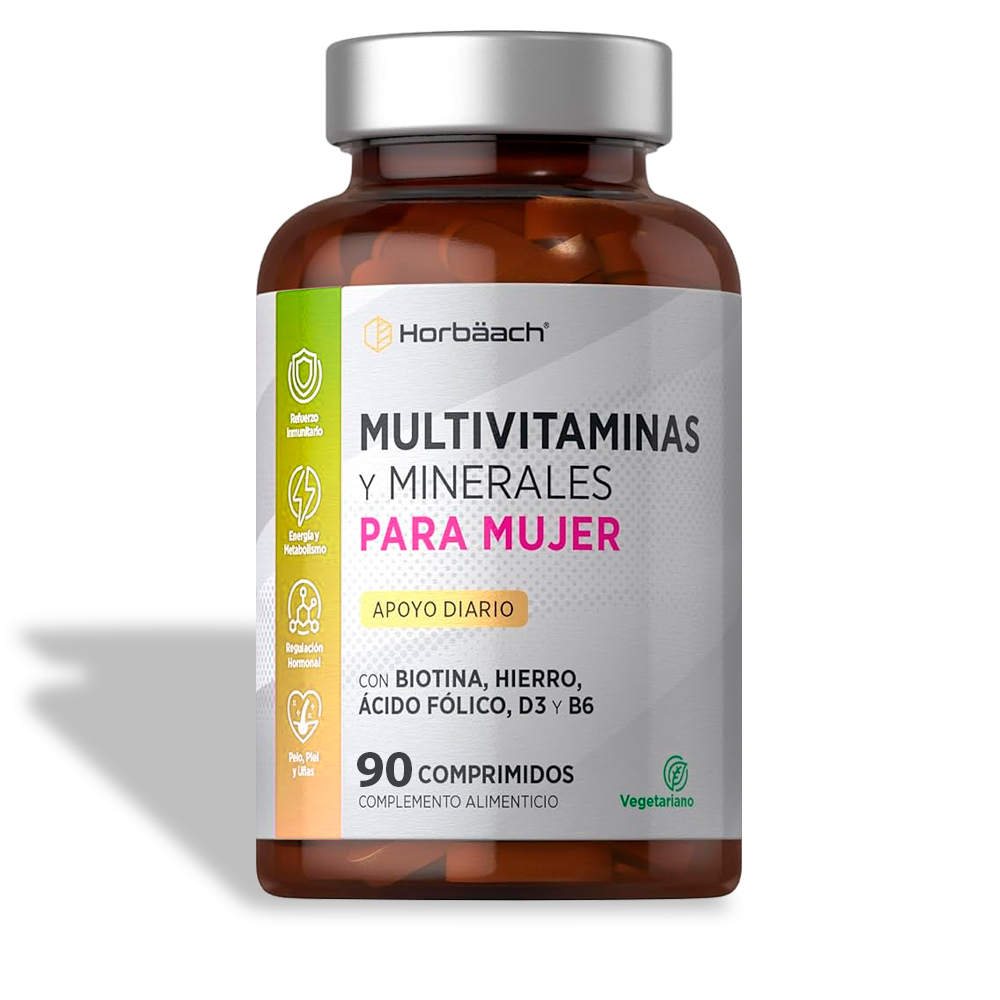 Horbäach®
MULTIVITAMINAS
Y MINERALES
PARA MUJER
APOYO DIARIO
CON BIOTINA, HIERRO,
ÁCIDO FÓLICO, D3 Y B6
90 COMPRIMIDOS
COMPLEMENTO ALIMENTICIO
Vegetariano
Refuerzo
Inmunitario
Energía y
Metabolismo
Regulación
Hormonal
Pelo, Piel
y Uñas